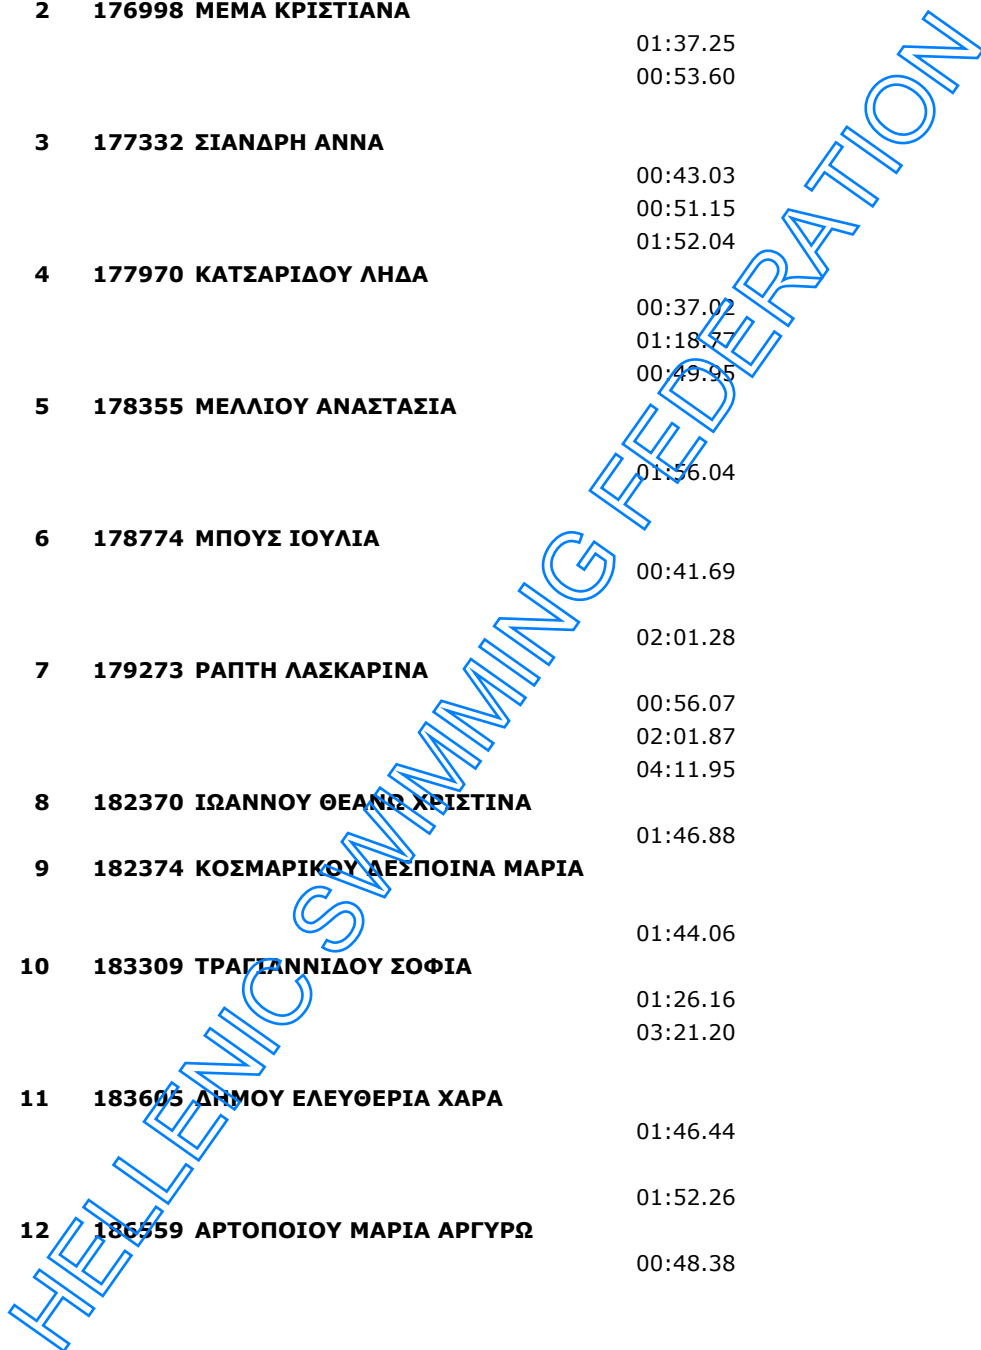 2 176998 ΜΕΜΑ ΚΡΙΣΤΙΑΝΑ
01:37.25
00:53.60
3 177332 ΣΙΑΝΔΡΗ ΑΝΝΑ
00:43.03
00:51.15
01:52.04
4 177970 ΚΑΤΣΑΡΙΔΟΥ ΛΗΔΑ
00:37.02
01:18.77
00:49.95
5 178355 ΜΕΛΛΙΟΥ ΑΝΑΣΤΑΣΙΑ
01:56.04
6 178774 ΜΠΟΥΣ ΙΟΥΛΙΑ
00:41.69
02:01.28
7 179273 ΡΑΠΤΗ ΛΑΣΚΑΡΙΝΑ
00:56.07
02:01.87
04:11.95
8 182370 ΙΩΑΝΝΟΥ ΘΕΑΝΩ ΧΡΙΣΤΙΝΑ
01:46.88
9 182374 ΚΟΣΜΑΡΙΚΟΥ ΔΕΣΠΟΙΝΑ ΜΑΡΙΑ
01:44.06
10 183309 ΤΡΑΓΙΑΝΝΙΔΟΥ ΣΟΦΙΑ
01:26.16
03:21.20
11 183605 ΔΗΜΟΥ ΕΛΕΥΘΕΡΙΑ ΧΑΡΑ
01:46.44
01:52.26
12 186559 ΑΡΤΟΠΟΙΟΥ ΜΑΡΙΑ ΑΡΓΥΡΩ
00:48.38
HELLENIC SWIMMING FEDERATION